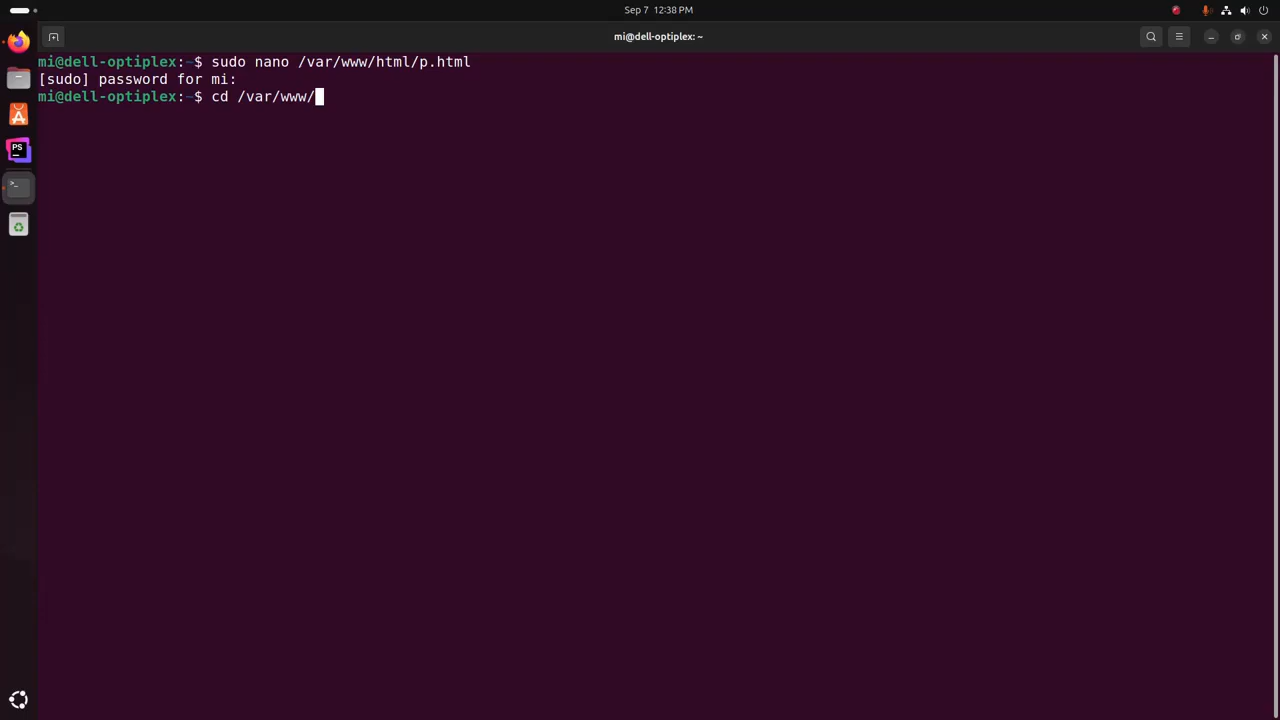 Sep 7 12:38 PM
mi@dell-optiplex: ~
mi@dell-optiplex:~$ sudo nano /var/www/html/p.html
[sudo] password for mi:
mi@dell-optiplex:~$ cd /var/www/
PS
>_